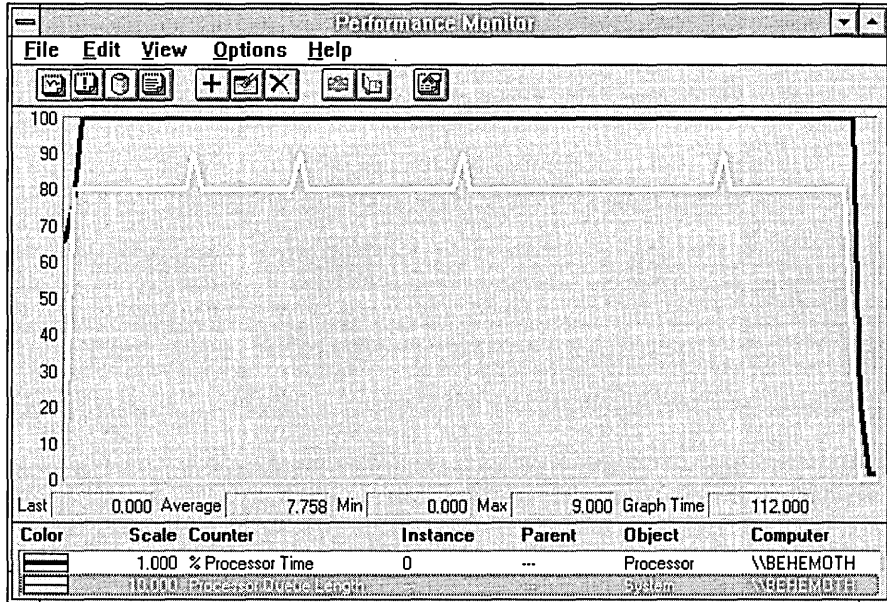 Performance Monitor
File Edit View Options Help
100
90
80
70
60
50
40
30
20
10
0
Last 0.000 Average 7.758 Min 0.000 Max 9.000 Graph Time 112.000
Color Scale Counter Instance Parent Object Computer
1.000 % Processor Time 0 --- Processor \\BEHEMOTH
10.000 Processor Queue Length --- --- System \\BEHEMOTH